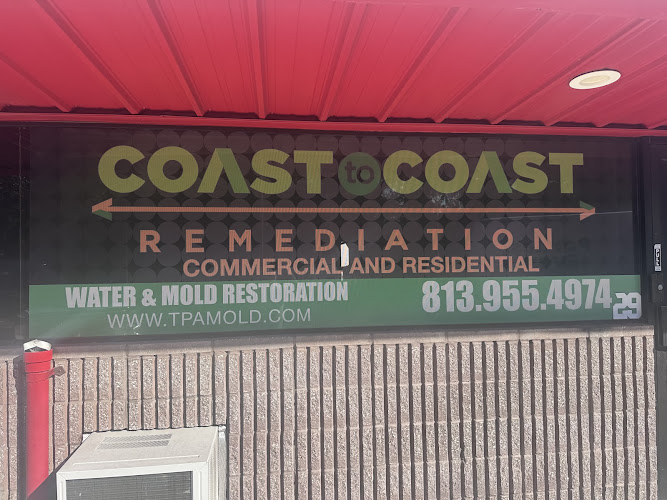 COAST to COAST
REMEDIATION
COMMERCIAL AND RESIDENTIAL
WATER & MOLD RESTORATION 813.955.4974
WWW.TPAMOLD.COM
29